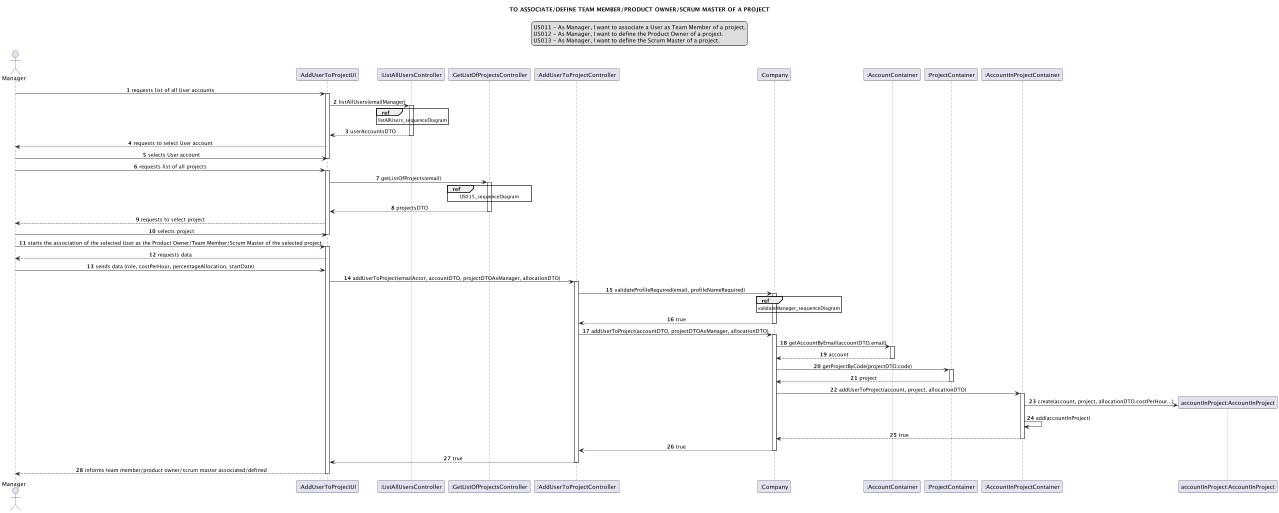 TO ASSOCIATE/DEFINE TEAM MEMBER/PRODUCT OWNER/SCRUM MASTER OF A PROJECT
US011 - As Manager, I want to associate a User as Team Member of a project.
US012 - As Manager, I want to define the Product Owner of a project.
US013 - As Manager, I want to define the Scrum Master of a project.
Manager
:AddUserToProjectUI
:ListAllUsersController
:GetListOfProjectsController
:AddUserToProjectController
:Company
:AccountContainer
:ProjectContainer
:AccountInProjectContainer
1 requests list of all User accounts
2 listAllUsers(emailManager)
ref
listAllUsers_sequenceDiagram
3 userAccountsDTO
4 requests to select User account
5 selects User account
6 requests list of all projects
7 getListOfProjects(email)
ref
US015_sequenceDiagram
8 projectsDTO
9 requests to select project
10 selects project
11 starts the association of the selected User as the Product Owner/Team Member/Scrum Master of the selected project
12 requests data
13 sends data (role, costPerHour, percentageAllocation, startDate)
14 addUserToProject(emailActor, accountDTO, projectDTOAsManager, allocationDTO)
15 validateProfileRequired(email, profileNameRequired)
ref
validateManager_sequenceDiagram
16 true
17 addUserToProject(accountDTO, projectDTOAsManager, allocationDTO)
18 getAccountByEmail(accountDTO.email)
19 account
20 getProjectByCode(projectDTO.code)
21 project
22 addUserToProject(account, project, allocationDTO)
23 create(account, project, allocationDTO.costPerHour...)
accountInProject:AccountInProject
24 add(accountInProject)
25 true
26 true
27 true
28 informs team member/product owner/scrum master associated/defined
Manager
:AddUserToProjectUI
:ListAllUsersController
:GetListOfProjectsController
:AddUserToProjectController
:Company
:AccountContainer
:ProjectContainer
:AccountInProjectContainer
accountInProject:AccountInProject